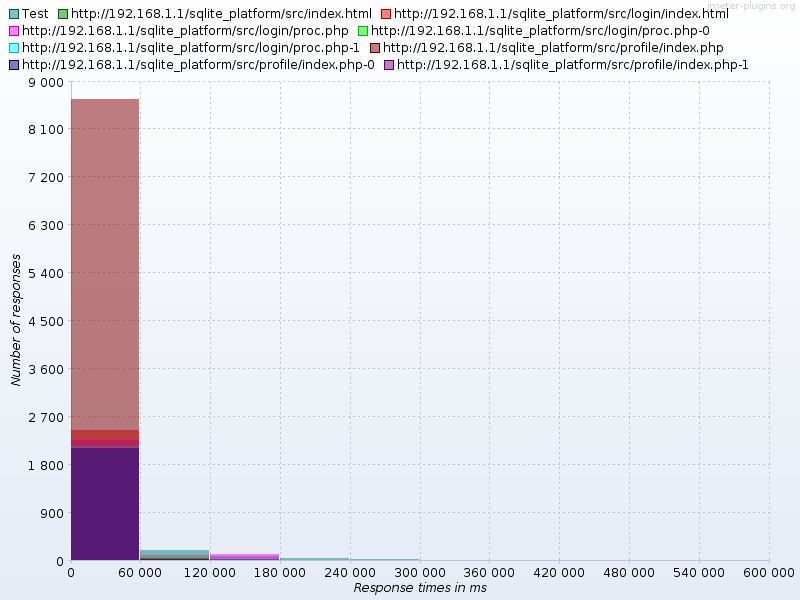 jmeter-plugins.org
Test http://192.168.1.1/sqlite_platform/src/index.html http://192.168.1.1/sqlite_platform/src/login/index.html
http://192.168.1.1/sqlite_platform/src/login/proc.php http://192.168.1.1/sqlite_platform/src/login/proc.php-0
http://192.168.1.1/sqlite_platform/src/login/proc.php-1 http://192.168.1.1/sqlite_platform/src/profile/index.php
http://192.168.1.1/sqlite_platform/src/profile/index.php-0 http://192.168.1.1/sqlite_platform/src/profile/index.php-1
9 000
8 100
7 200
6 300
5 400
4 500
3 600
2 700
1 800
900
0
Number of responses
0 60 000 120 000 180 000 240 000 300 000 360 000 420 000 480 000 540 000 600 000
Response times in ms